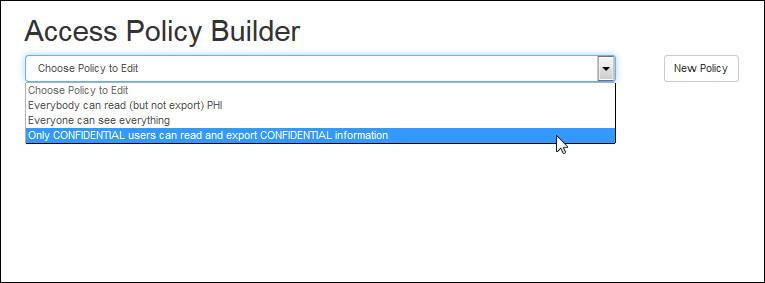 Access Policy Builder
Choose Policy to Edit
New Policy
Choose Policy to Edit
Everybody can read (but not export) PHI
Everyone can see everything
Only CONFIDENTIAL users can read and export CONFIDENTIAL information